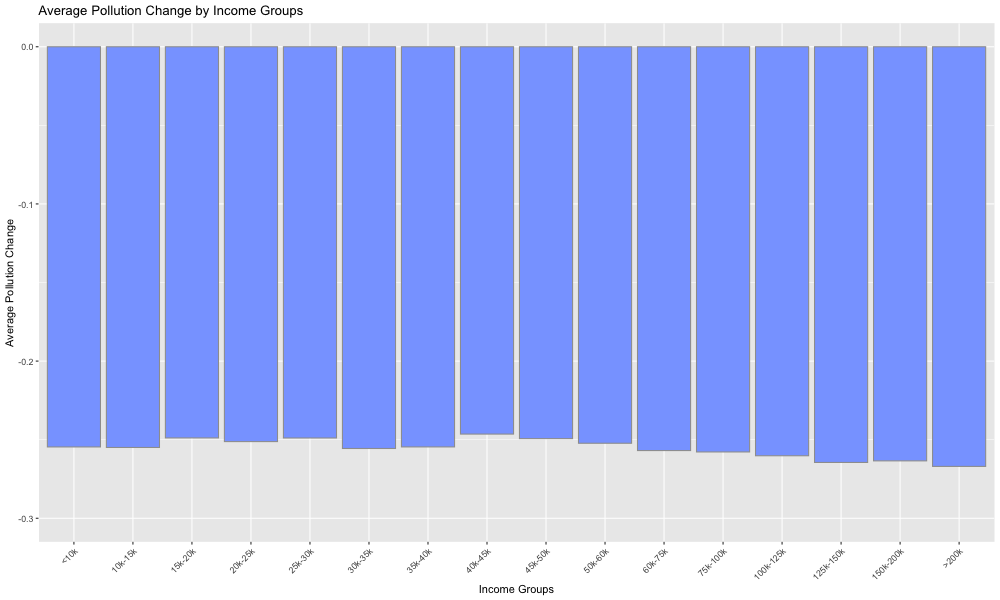 Average Pollution Change by Income Groups
Average Pollution Change
0.0
-0.1
-0.2
-0.3
<10k
10k-15k
15k-20k
20k-25k
25k-30k
30k-35k
35k-40k
40k-45k
45k-50k
50k-60k
60k-75k
75k-100k
100k-125k
125k-150k
150k-200k
>200k
Income Groups